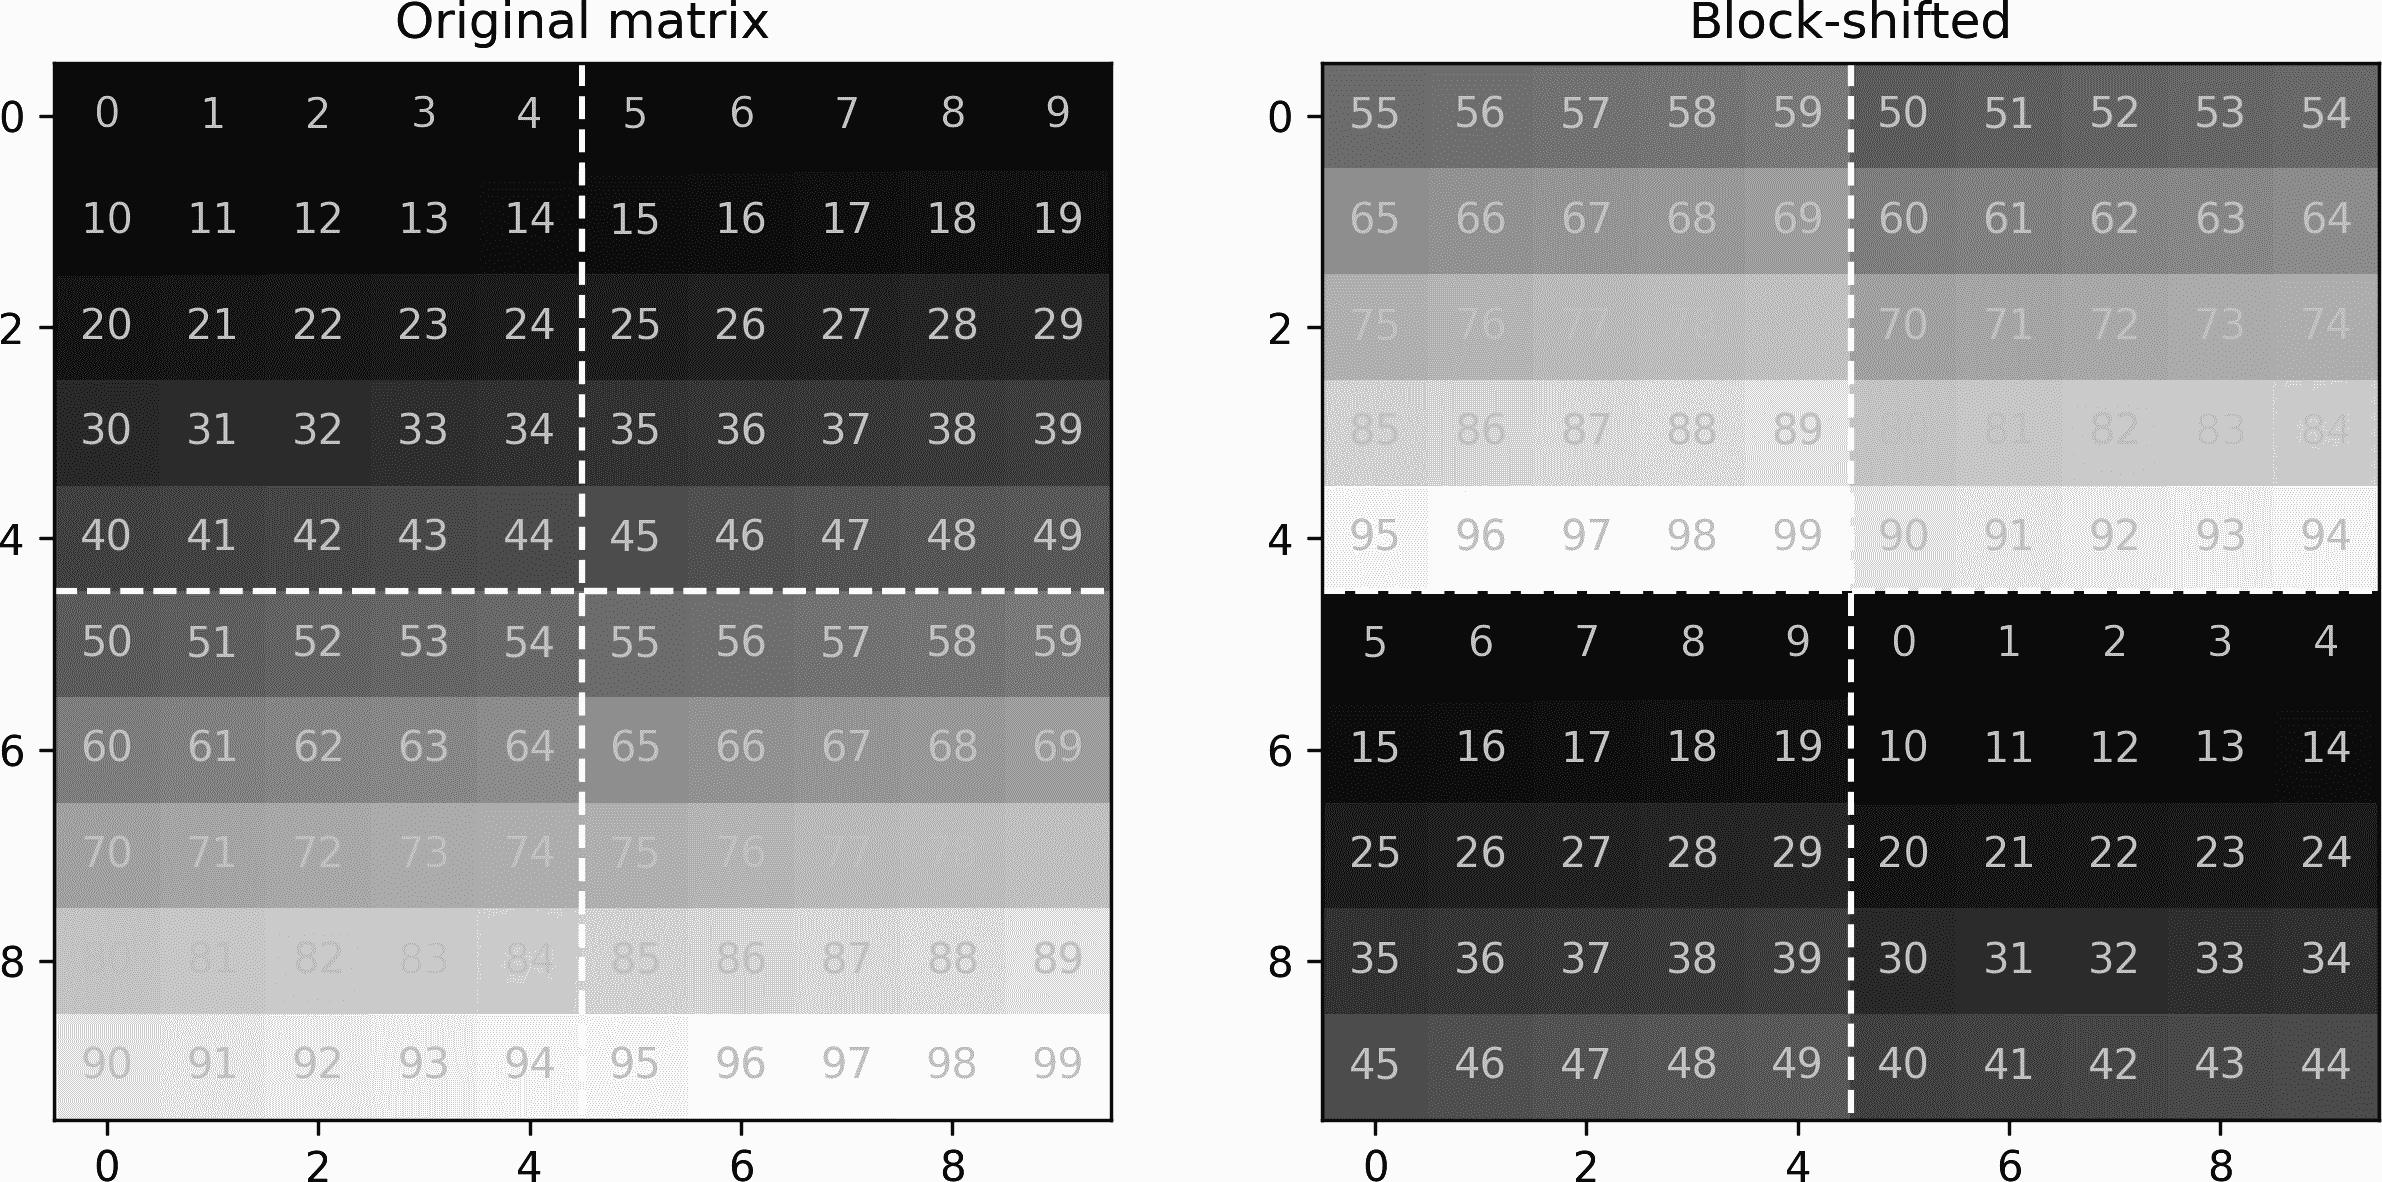 Original matrix
0 0 1 2 3 4 5 6 7 8 9
10 11 12 13 14 15 16 17 18 19
2 20 21 22 23 24 25 26 27 28 29
30 31 32 33 34 35 36 37 38 39
4 40 41 42 43 44 45 46 47 48 49
50 51 52 53 54 55 56 57 58 59
6 60 61 62 63 64 65 66 67 68 69
70 71 72 73 74 75 76 77
8 80 81 82 83 84 85 86 87 88 89
90 91 92 93 94 95 96 97 98 99
0 2 4 6 8
Block-shifted
0 55 56 57 58 59 50 51 52 53 54
65 66 67 68 69 60 61 62 63 64
2 75 76 77 70 71 72 73 74
85 86 87 88 89 81 82 83 84
4 95 96 97 98 99 90 91 92 93 94
5 6 7 8 9 0 1 2 3 4
6 15 16 17 18 19 10 11 12 13 14
25 26 27 28 29 20 21 22 23 24
8 35 36 37 38 39 30 31 32 33 34
45 46 47 48 49 40 41 42 43 44
0 2 4 6 8